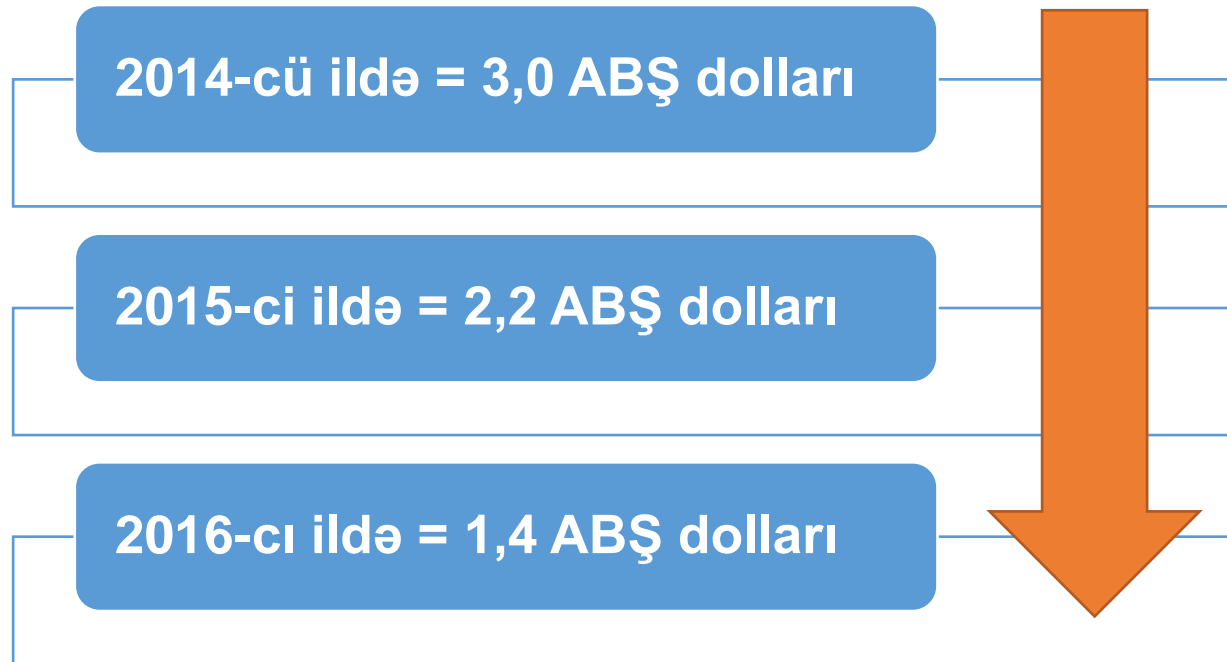 2014-cü ildə = 3,0 ABŞ dolları
2015-ci ildə = 2,2 ABŞ dolları
2016-cı ildə = 1,4 ABŞ dolları